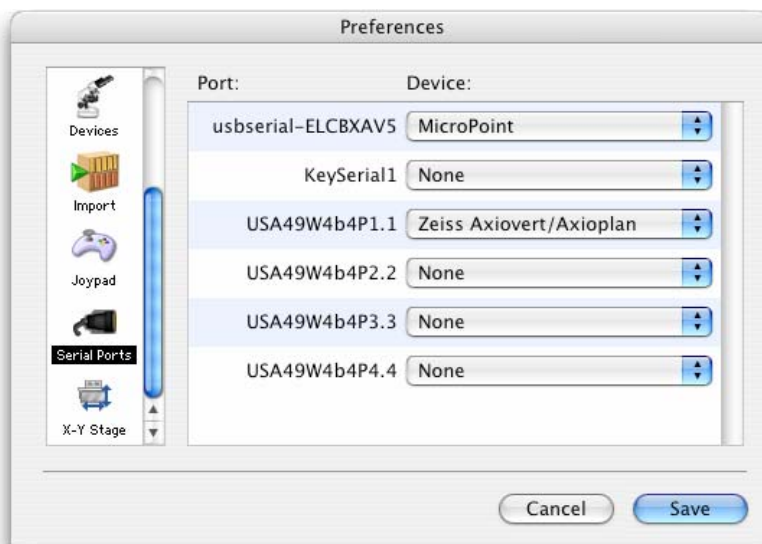 Preferences
Devices
Import
Joypad
Serial Ports
X-Y Stage
Port: Device:
usbserial-ELCBXAV5 MicroPoint
KeySerial1 None
USA49W4b4P1.1 Zeiss Axiovert/Axioplan
USA49W4b4P2.2 None
USA49W4b4P3.3 None
USA49W4b4P4.4 None
Cancel Save